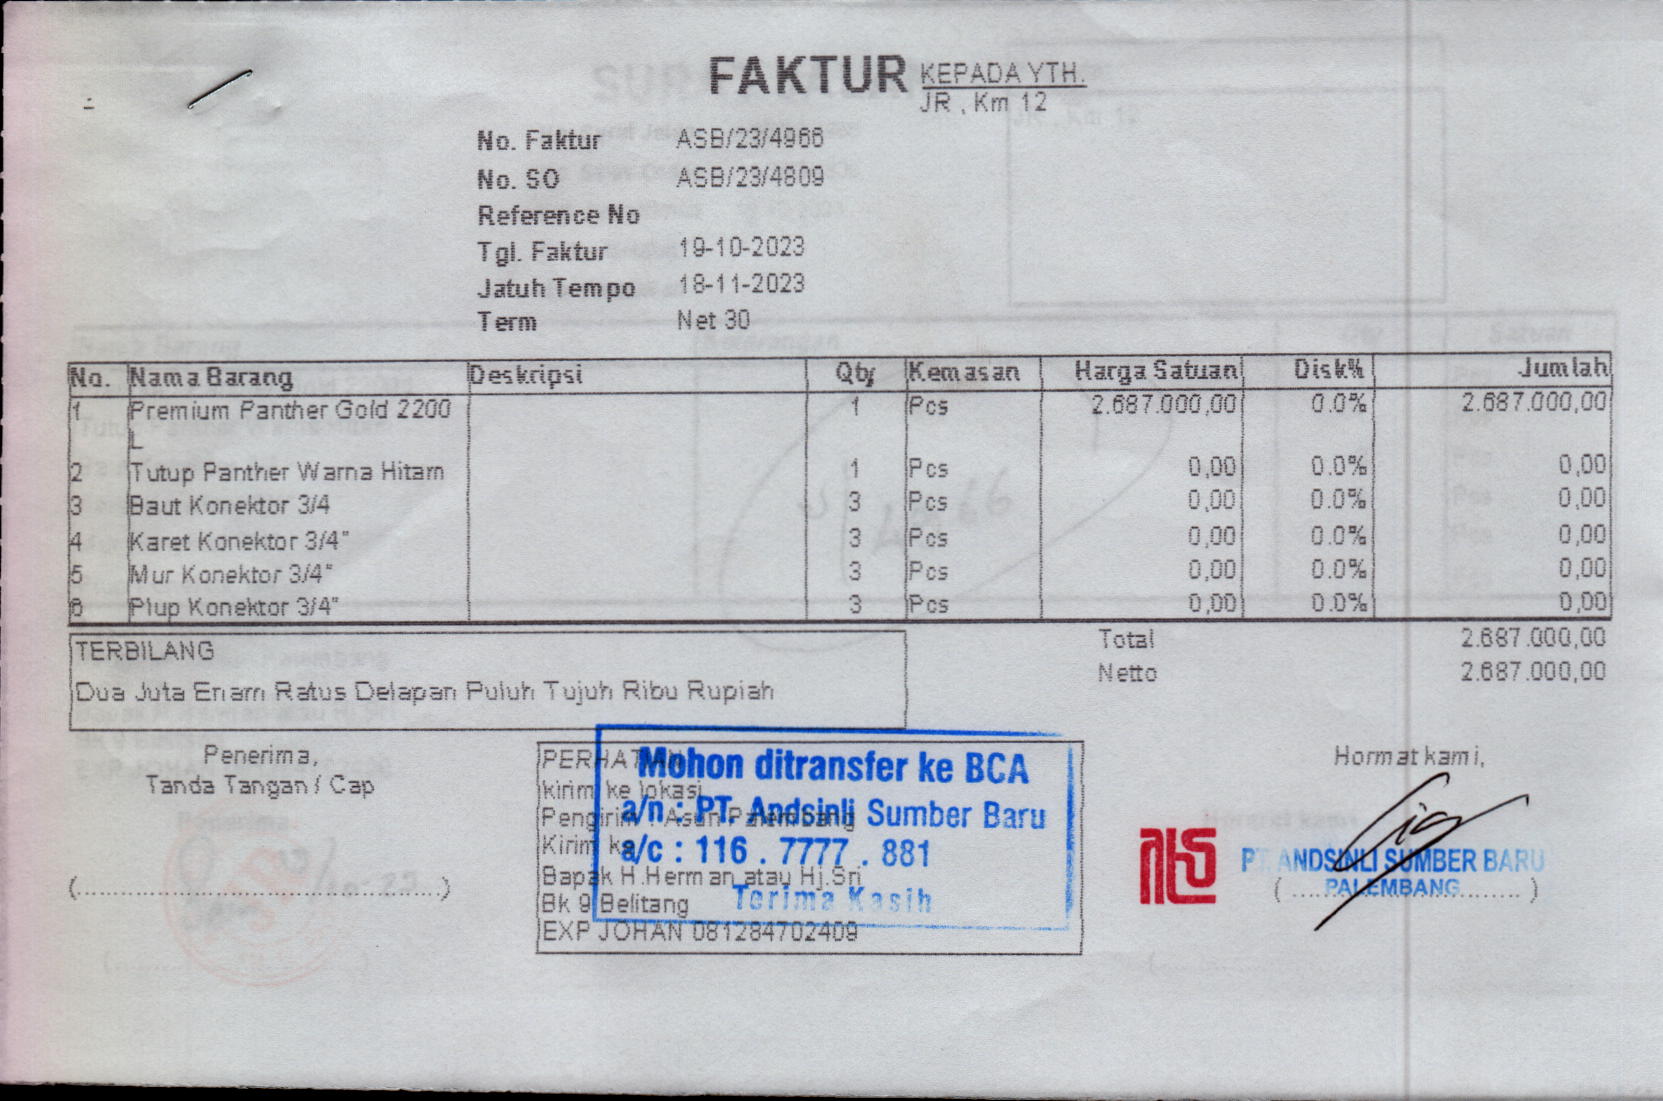 FAKTUR
KEPADA YTH.
JR , Km 12
No. Faktur ASB/23/4966
No. SO ASB/23/4809
Reference No
Tgl. Faktur 19-10-2023
Jatuh Tempo 18-11-2023
Term Net 30
No. Nama Barang Deskripsi Qty Kemasan Harga Satuan Disk% Jumlah
1 Premium Panther Gold 2200 1 Pcs 2.687.000,00 0.0% 2.687.000,00
L
2 Tutup Panther Warna Hitam 1 Pcs 0,00 0.0% 0,00
3 Baut Konektor 3/4 3 Pcs 0,00 0.0% 0,00
4 Karet Konektor 3/4" 3 Pcs 0,00 0.0% 0,00
5 Mur Konektor 3/4" 3 Pcs 0,00 0.0% 0,00
6 Plup Konektor 3/4" 3 Pcs 0,00 0.0% 0,00
Total 2.687.000,00
Netto 2.687.000,00
TERBILANG
Dua Juta Enam Ratus Delapan Puluh Tujuh Ribu Rupiah
Penerima,
Tanda Tangan / Cap
(........................................)
PERHATIAN
kirim ke lokasi
Pengirim : Asun Palembang
Kirim ke
Bapak H.Herman atau Hj.Sri
Bk 9 Belitang
EXP JOHAN 081284702409
Mohon ditransfer ke BCA
a/n : PT. Andsinli Sumber Baru
a/c : 116 . 7777 . 881
Terima Kasih
Hormat kami,
PT. ANDSINLI SUMBER BARU
PALEMBANG